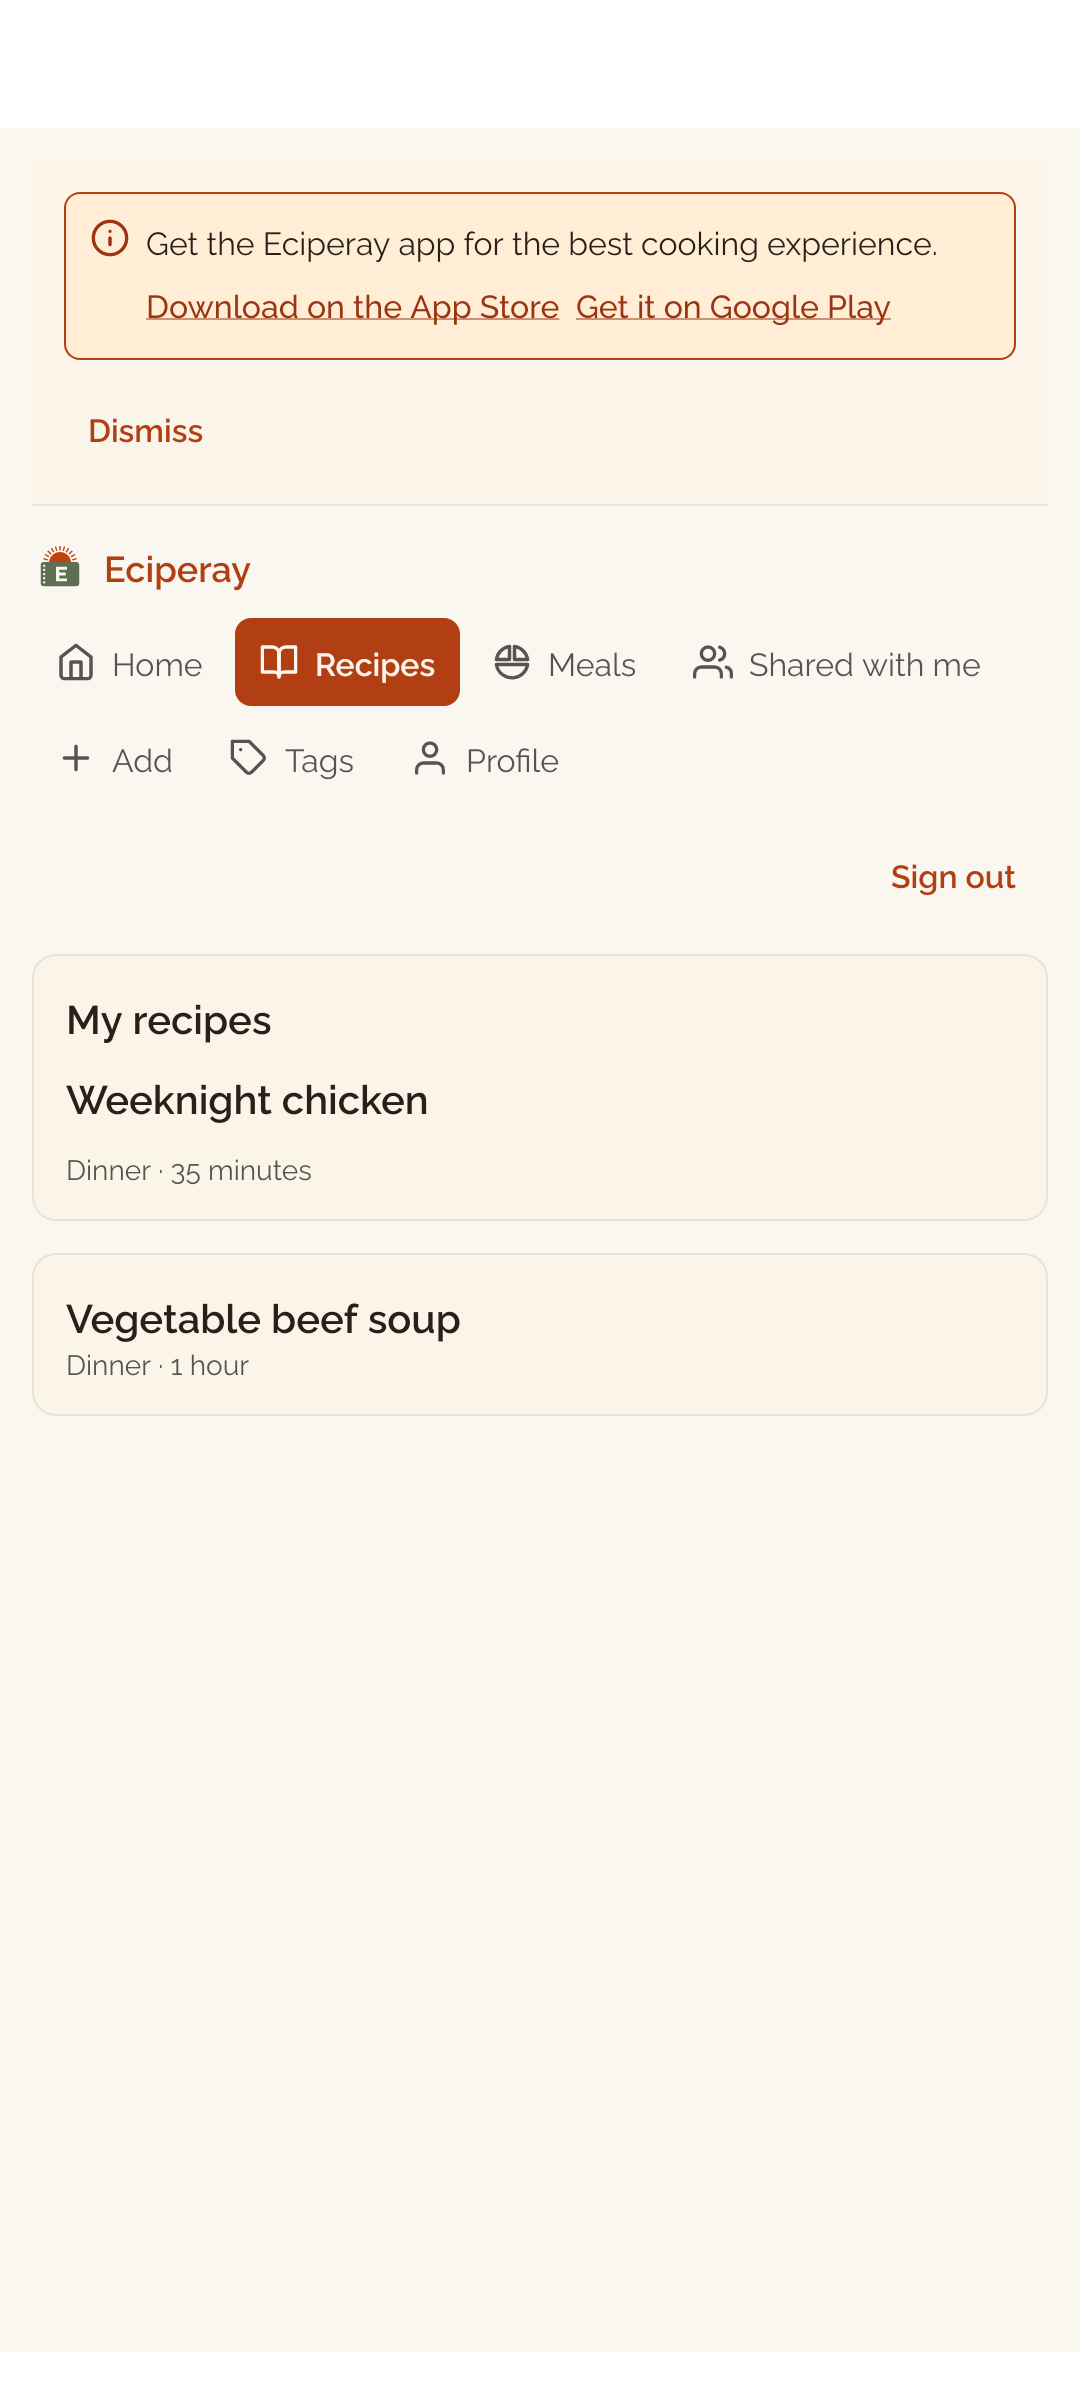 Get the Eciperay app for the best cooking experience.
Download on the App Store Get it on Google Play
Dismiss
E Eciperay
Home Recipes Meals Shared with me
Add Tags Profile
Sign out
My recipes
Weeknight chicken
Dinner · 35 minutes
Vegetable beef soup
Dinner · 1 hour